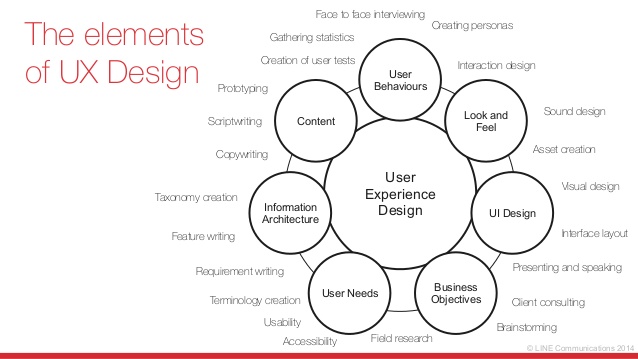 The elements
of UX Design
Face to face interviewing
Creating personas
Gathering statistics
Creation of user tests
Interaction design
Prototyping
Sound design
Scriptwriting
Asset creation
Copywriting
Visual design
Taxonomy creation
Interface layout
Feature writing
Presenting and speaking
Requirement writing
Client consulting
Terminology creation
Brainstorming
Usability
Field research
Accessibility
User
Behaviours
Look and
Feel
Content
User
Experience
Design
Information
Architecture
UI Design
User Needs
Business
Objectives
© LINE Communications 2014